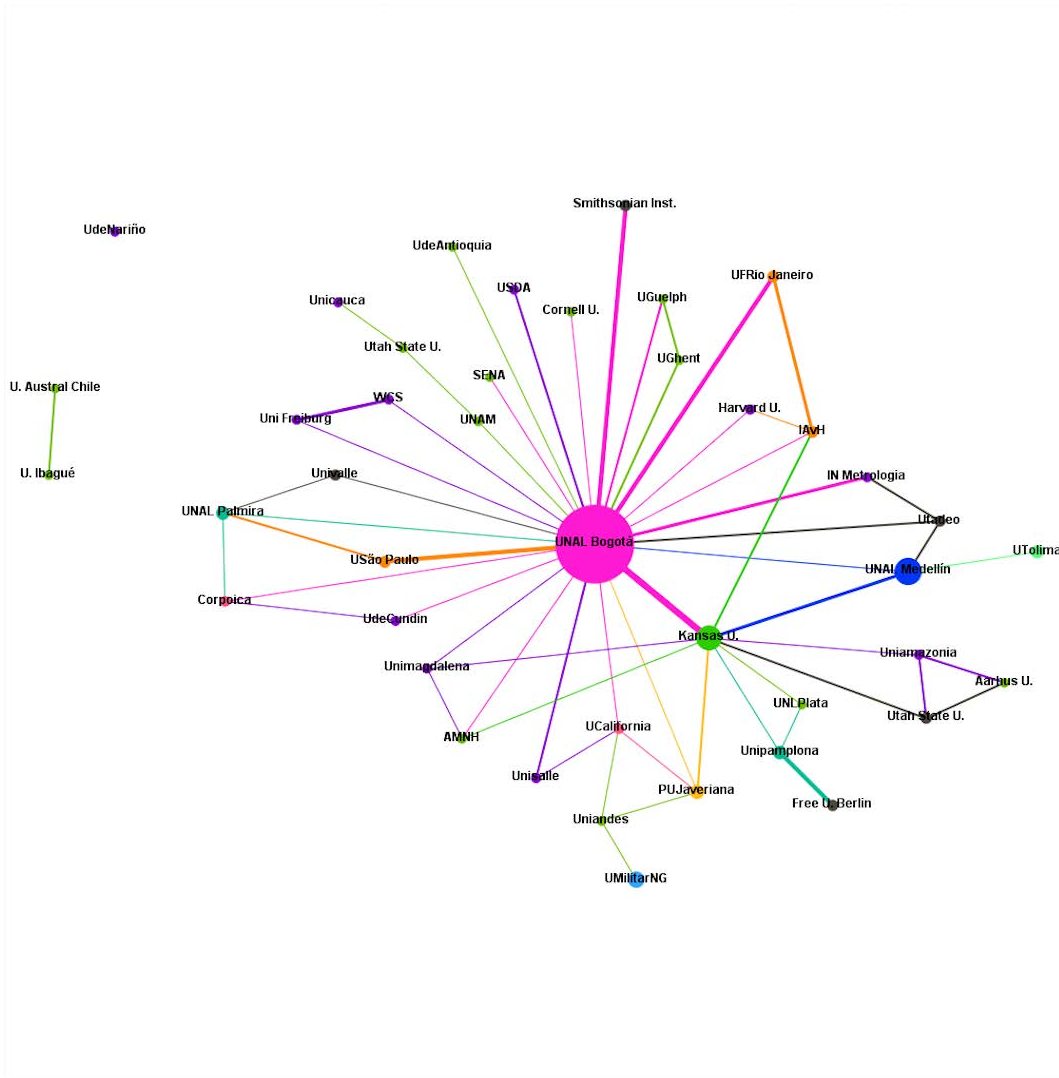 Smithsonian Inst.
UdeNariño
UdeAntioquia
UFRio Janeiro
USDA
UGuelph
Unicauca
Cornell U.
Utah State U.
UGhent
SENA
U. Austral Chile
WCS
Harvard U.
Uni Freiburg
UNAM
IAvH
U. Ibagué
Univalle
IN Metrologia
UNAL Palmira
Utadeo
UNAL Bogotá
UTolima
USão Paulo
UNAL Medellín
Corpoica
UdeCundin
Kansas U.
Uniamazonia
Unimagdalena
Aarhus U.
UNLPlata
Utah State U.
UCalifornia
AMNH
Unipamplona
Unisalle
PUJaveriana
Free U. Berlin
Uniandes
UMilitarNG